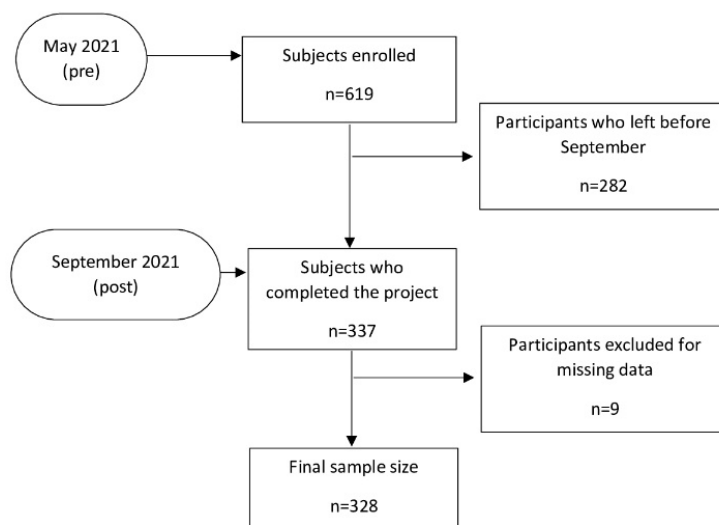 May 2021
(pre)
Subjects enrolled
n=619
Participants who left before
September
n=282
September 2021
(post)
Subjects who
completed the project
n=337
Participants excluded for
missing data
n=9
Final sample size
n=328